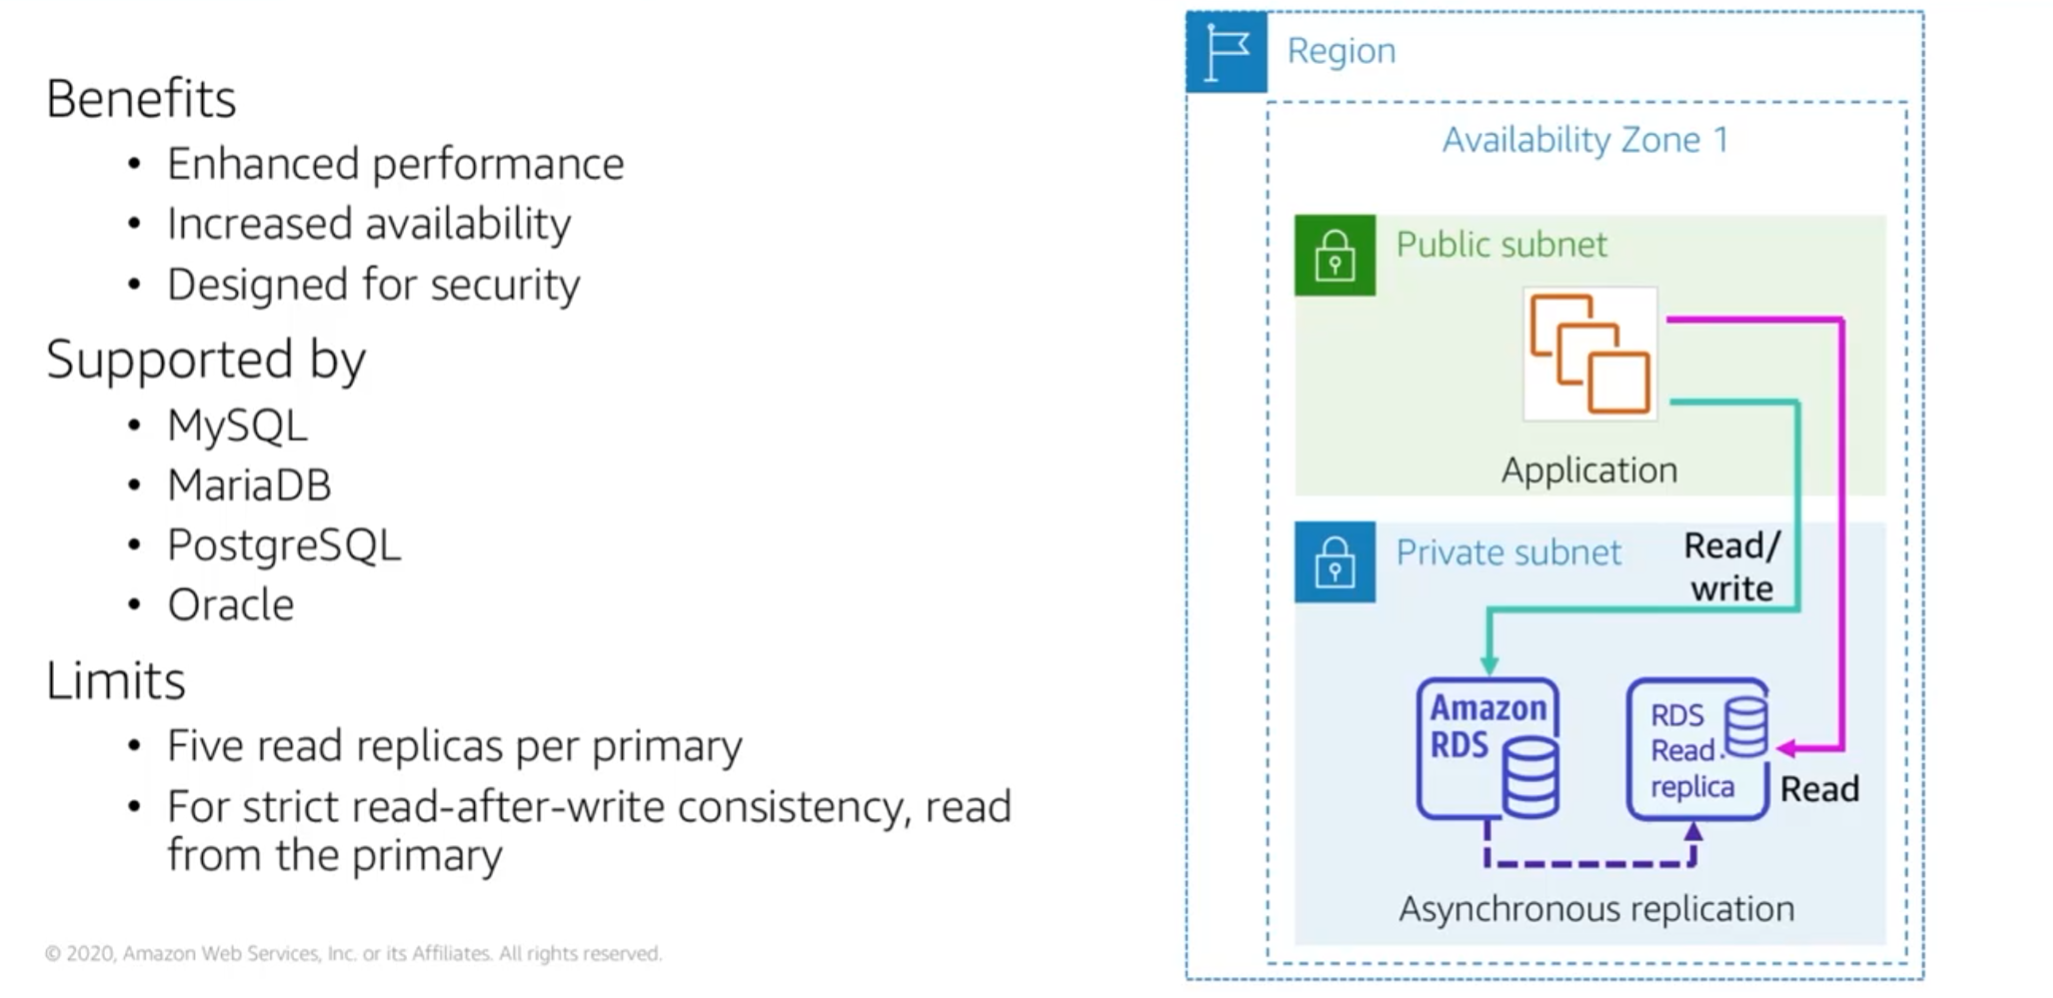 Benefits
• Enhanced performance
• Increased availability
• Designed for security
Supported by
• MySQL
• MariaDB
• PostgreSQL
• Oracle
Limits
• Five read replicas per primary
• For strict read-after-write consistency, read
from the primary
© 2020, Amazon Web Services, Inc. or its Affiliates. All rights reserved.
Region
Availability Zone 1
Public subnet
Application
Private subnet
Read/
write
Amazon
RDS
RDS
Read
replica
Read
Asynchronous replication